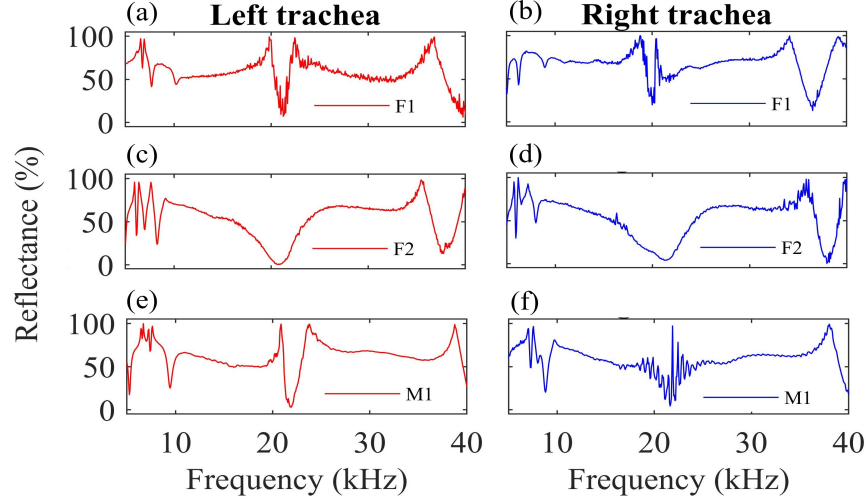 Left trachea
Right trachea
(a)
(b)
100
50
0
F1
F1
(c)
(d)
100
50
0
F2
F2
(e)
(f)
100
50
0
M1
M1
10 20 30 40
10 20 30 40
Frequency (kHz)
Frequency (kHz)
Reflectance (%)